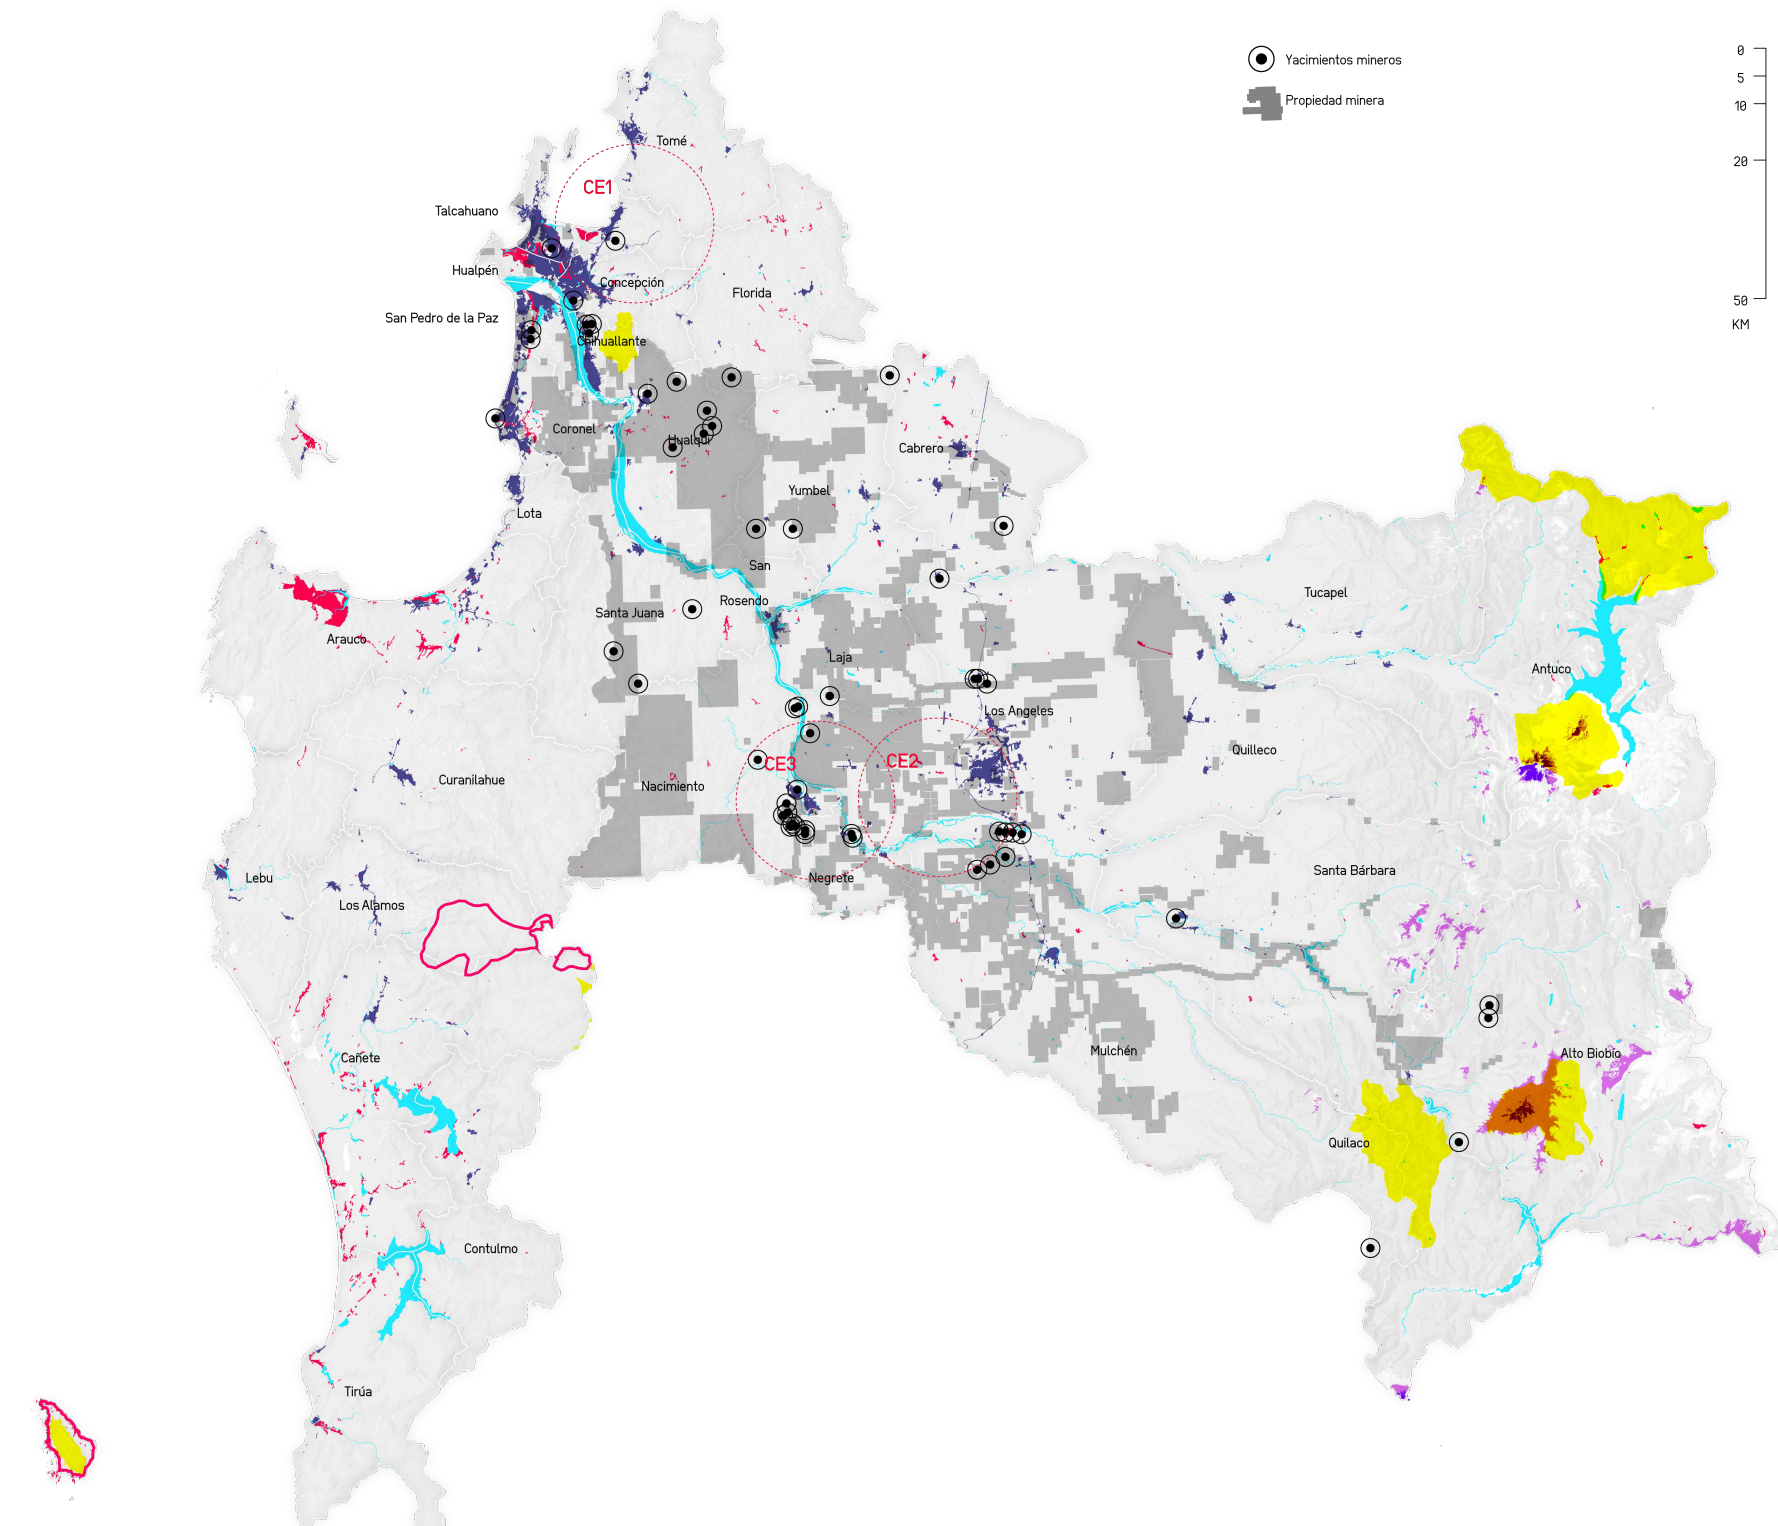 0
Yacimientos mineros
5
Propiedad minera
10
Tomé
20
CE1
Talcahuano
Hualpén
Concepción
Florida
50
San Pedro de la Paz
KM
Chihuallante
Coronel
Hualqui
Cabrero
Yumbel
Lota
San
Rosendo
Santa Juana
Tucapel
Arauco
Laja
Antuco
Los Angeles
Quilleco
CE3
CE2
Curanilahue
Nacimiento
Lebu
Negrete
Santa Bárbara
Los Alamos
Cañete
Mulchén
Alto Biobío
Quilaco
Contulmo
Tirúa